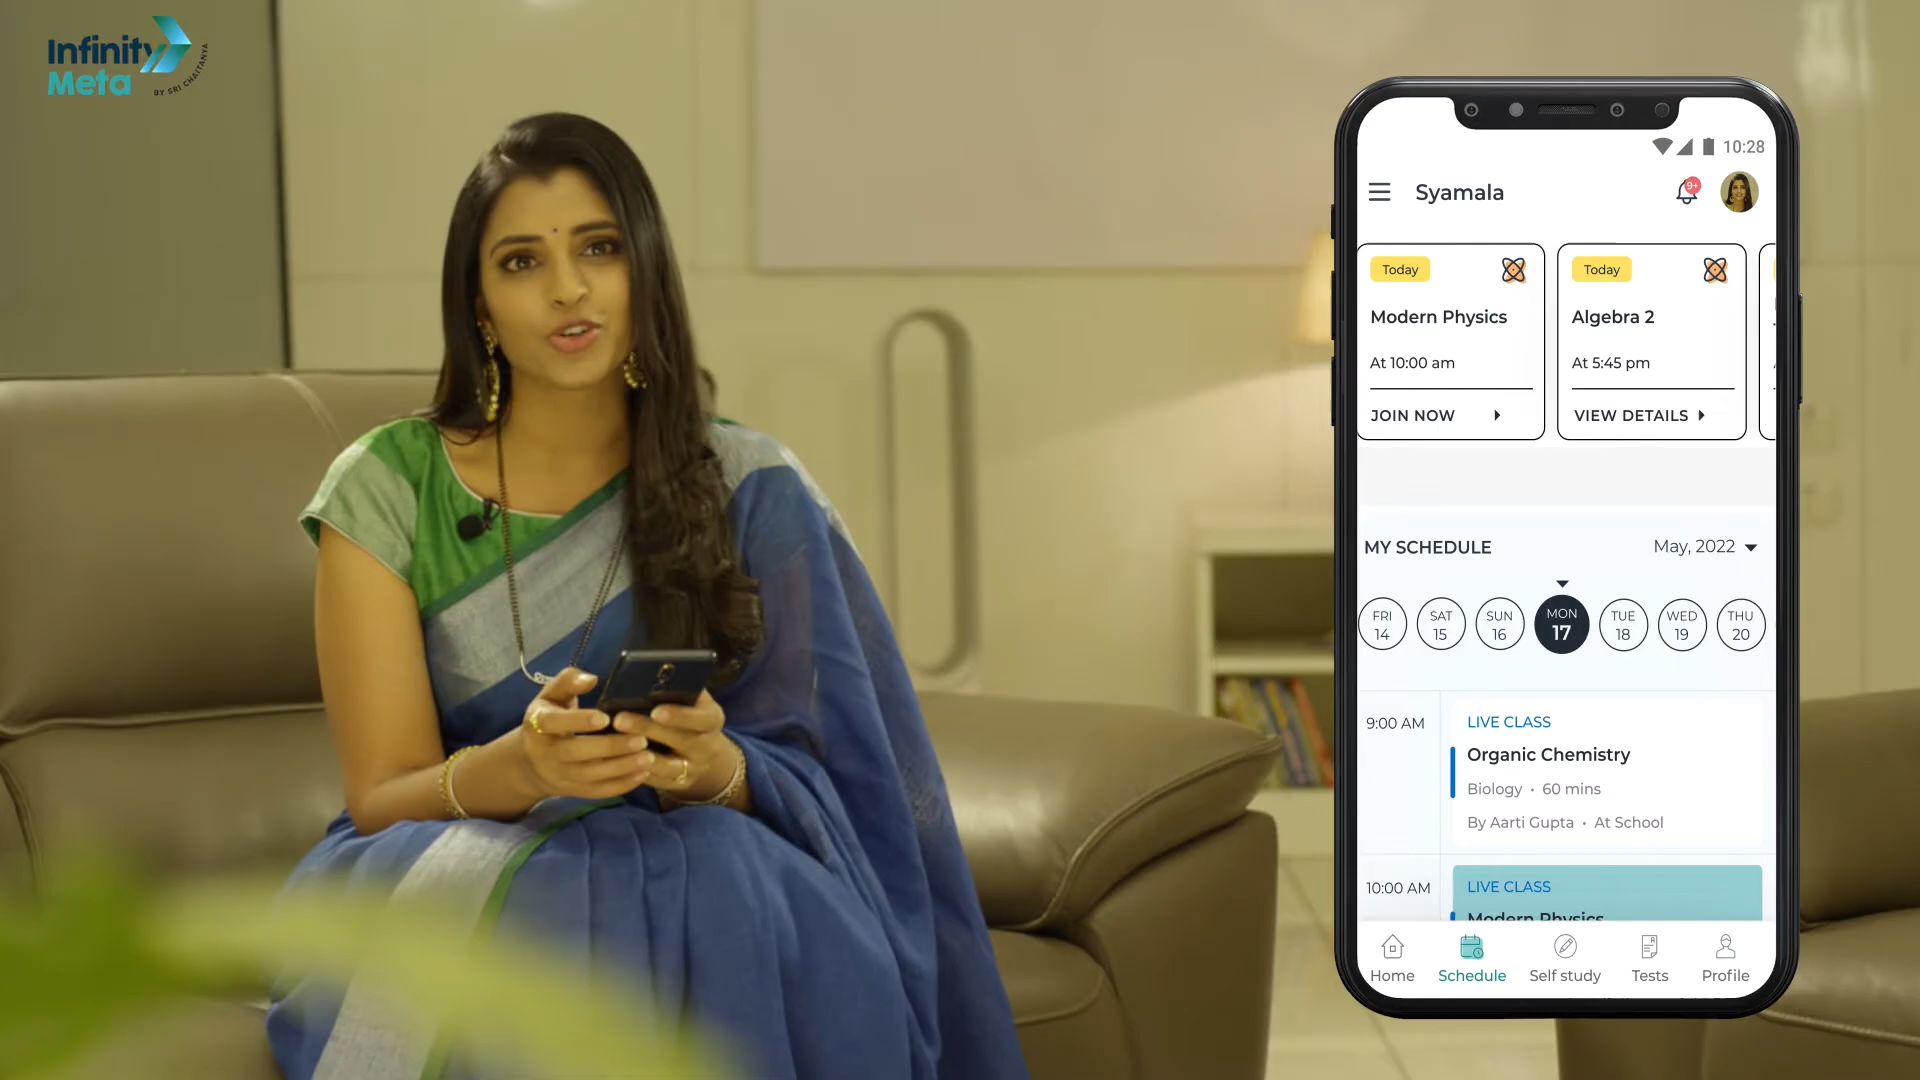 Infinity
Meta
BY SRI CHAITANYA
10:28
Syamala
9+
Today
Modern Physics
At 10:00 am
JOIN NOW
Today
Algebra 2
At 5:45 pm
VIEW DETAILS
MY SCHEDULE
May, 2022
FRI
14
SAT
15
SUN
16
MON
17
TUE
18
WED
19
THU
20
9:00 AM
LIVE CLASS
Organic Chemistry
Biology • 60 mins
By Aarti Gupta • At School
10:00 AM
LIVE CLASS
Modern Physics
Home
Schedule
Self study
Tests
Profile